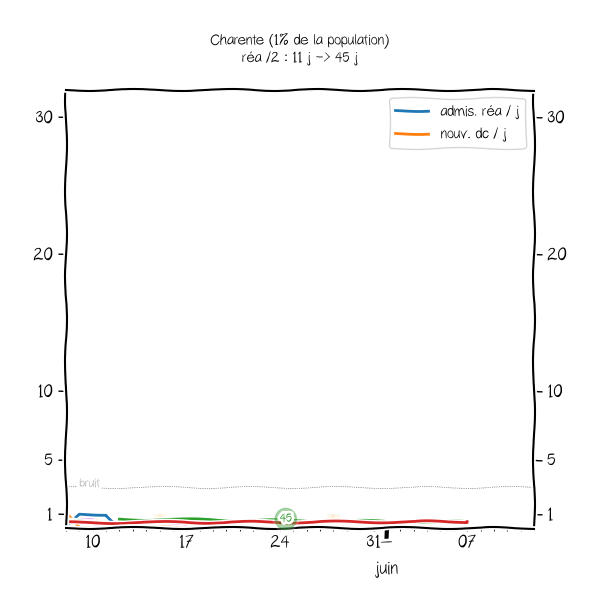 Charente (1% de la population)
réa /2 : 11 j -> 45 j
admis. réa / j
nouv. dc / j
30
30
20
20
10
10
5
5
bruit
1
45
1
10
17
24
31
07
juin